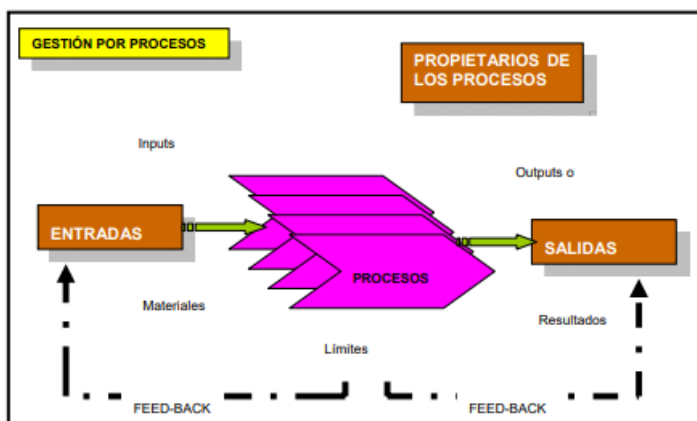 GESTIÓN POR PROCESOS
PROPIETARIOS DE
LOS PROCESOS
Inputs
Outputs o
ENTRADAS
SALIDAS
PROCESOS
Materiales
Resultados
Límites
FEED-BACK
FEED-BACK